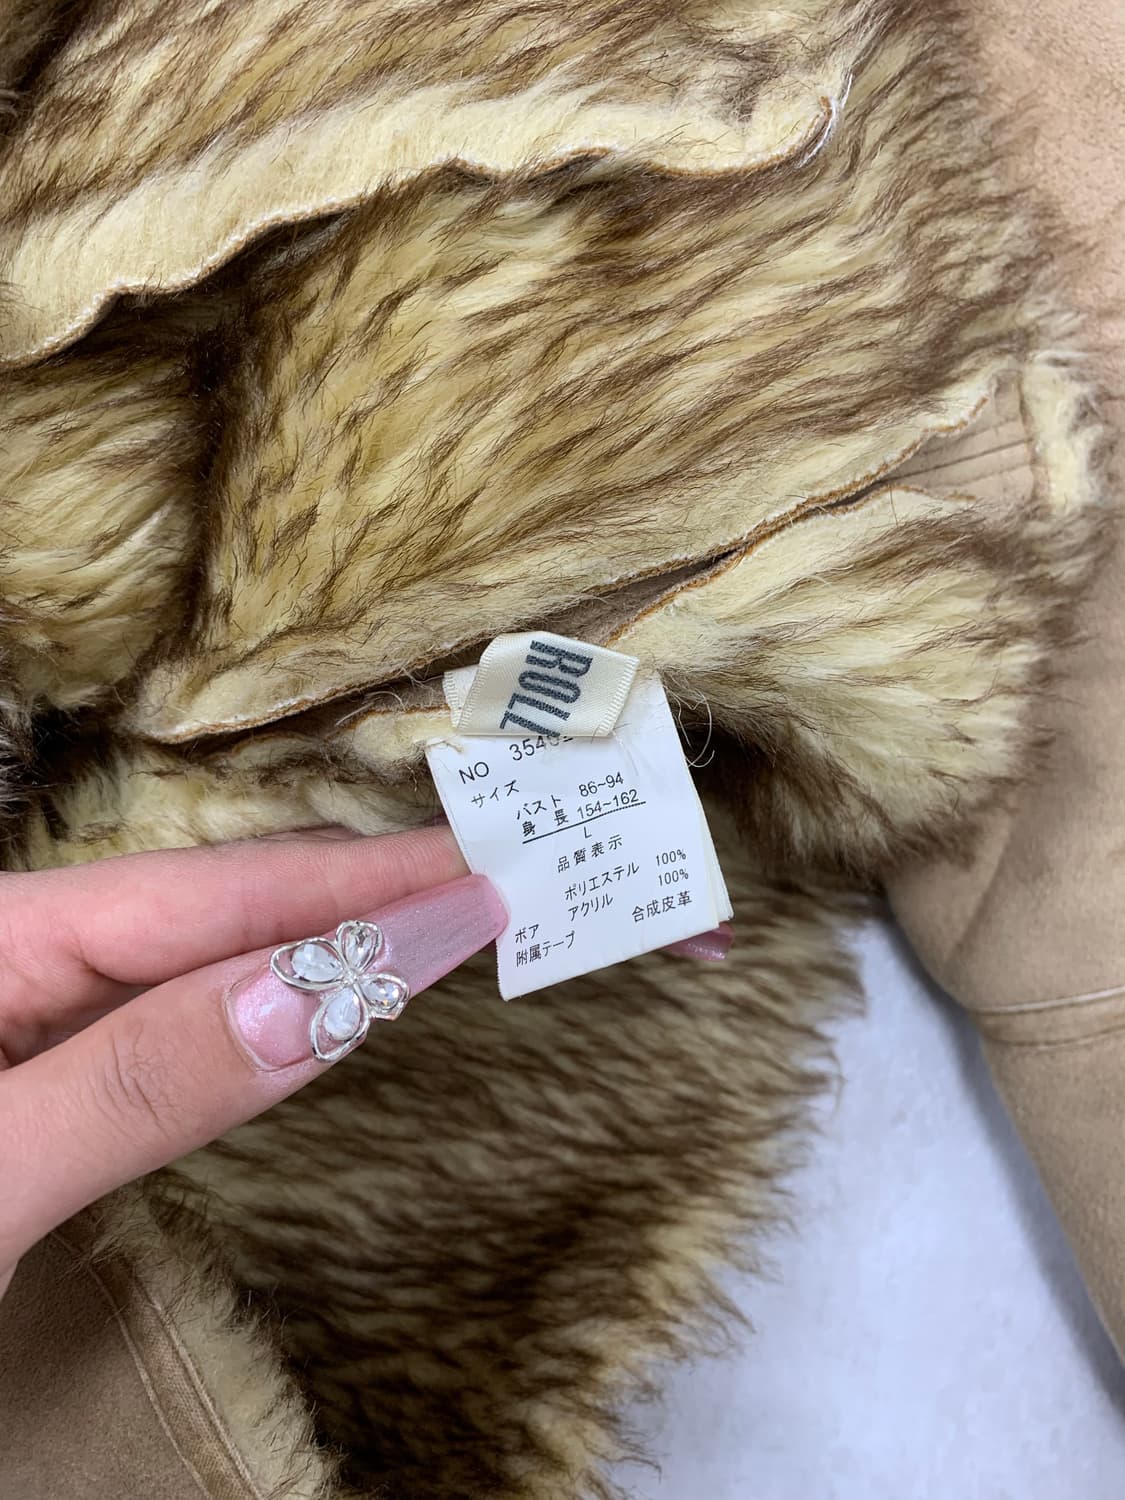 ROLL
NO 354
サイズ
バスト 86~94
身長 154~162
L
品質表示
ポリエステル 100%
アクリル 100%
ボア
附属テープ 合成皮革